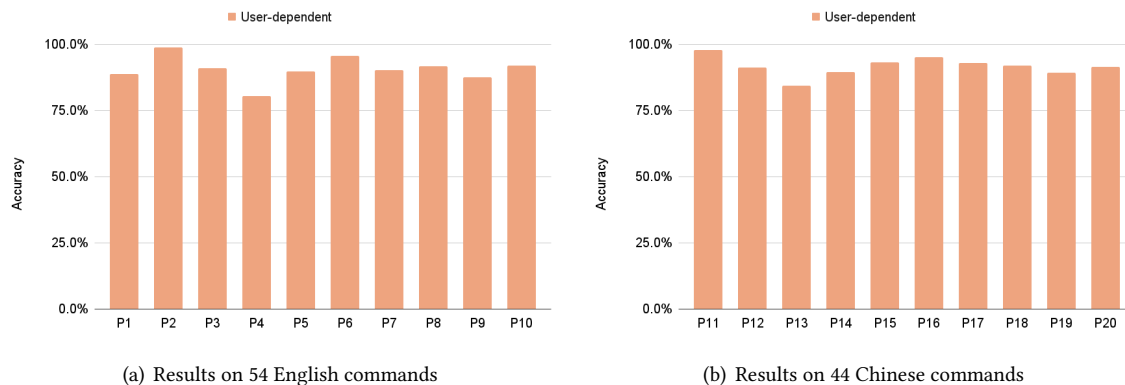 User-dependent
100.0%
75.0%
50.0%
25.0%
0.0%
Accuracy
P1 P2 P3 P4 P5 P6 P7 P8 P9 P10
(a) Results on 54 English commands
User-dependent
100.0%
75.0%
50.0%
25.0%
0.0%
Accuracy
P11 P12 P13 P14 P15 P16 P17 P18 P19 P20
(b) Results on 44 Chinese commands